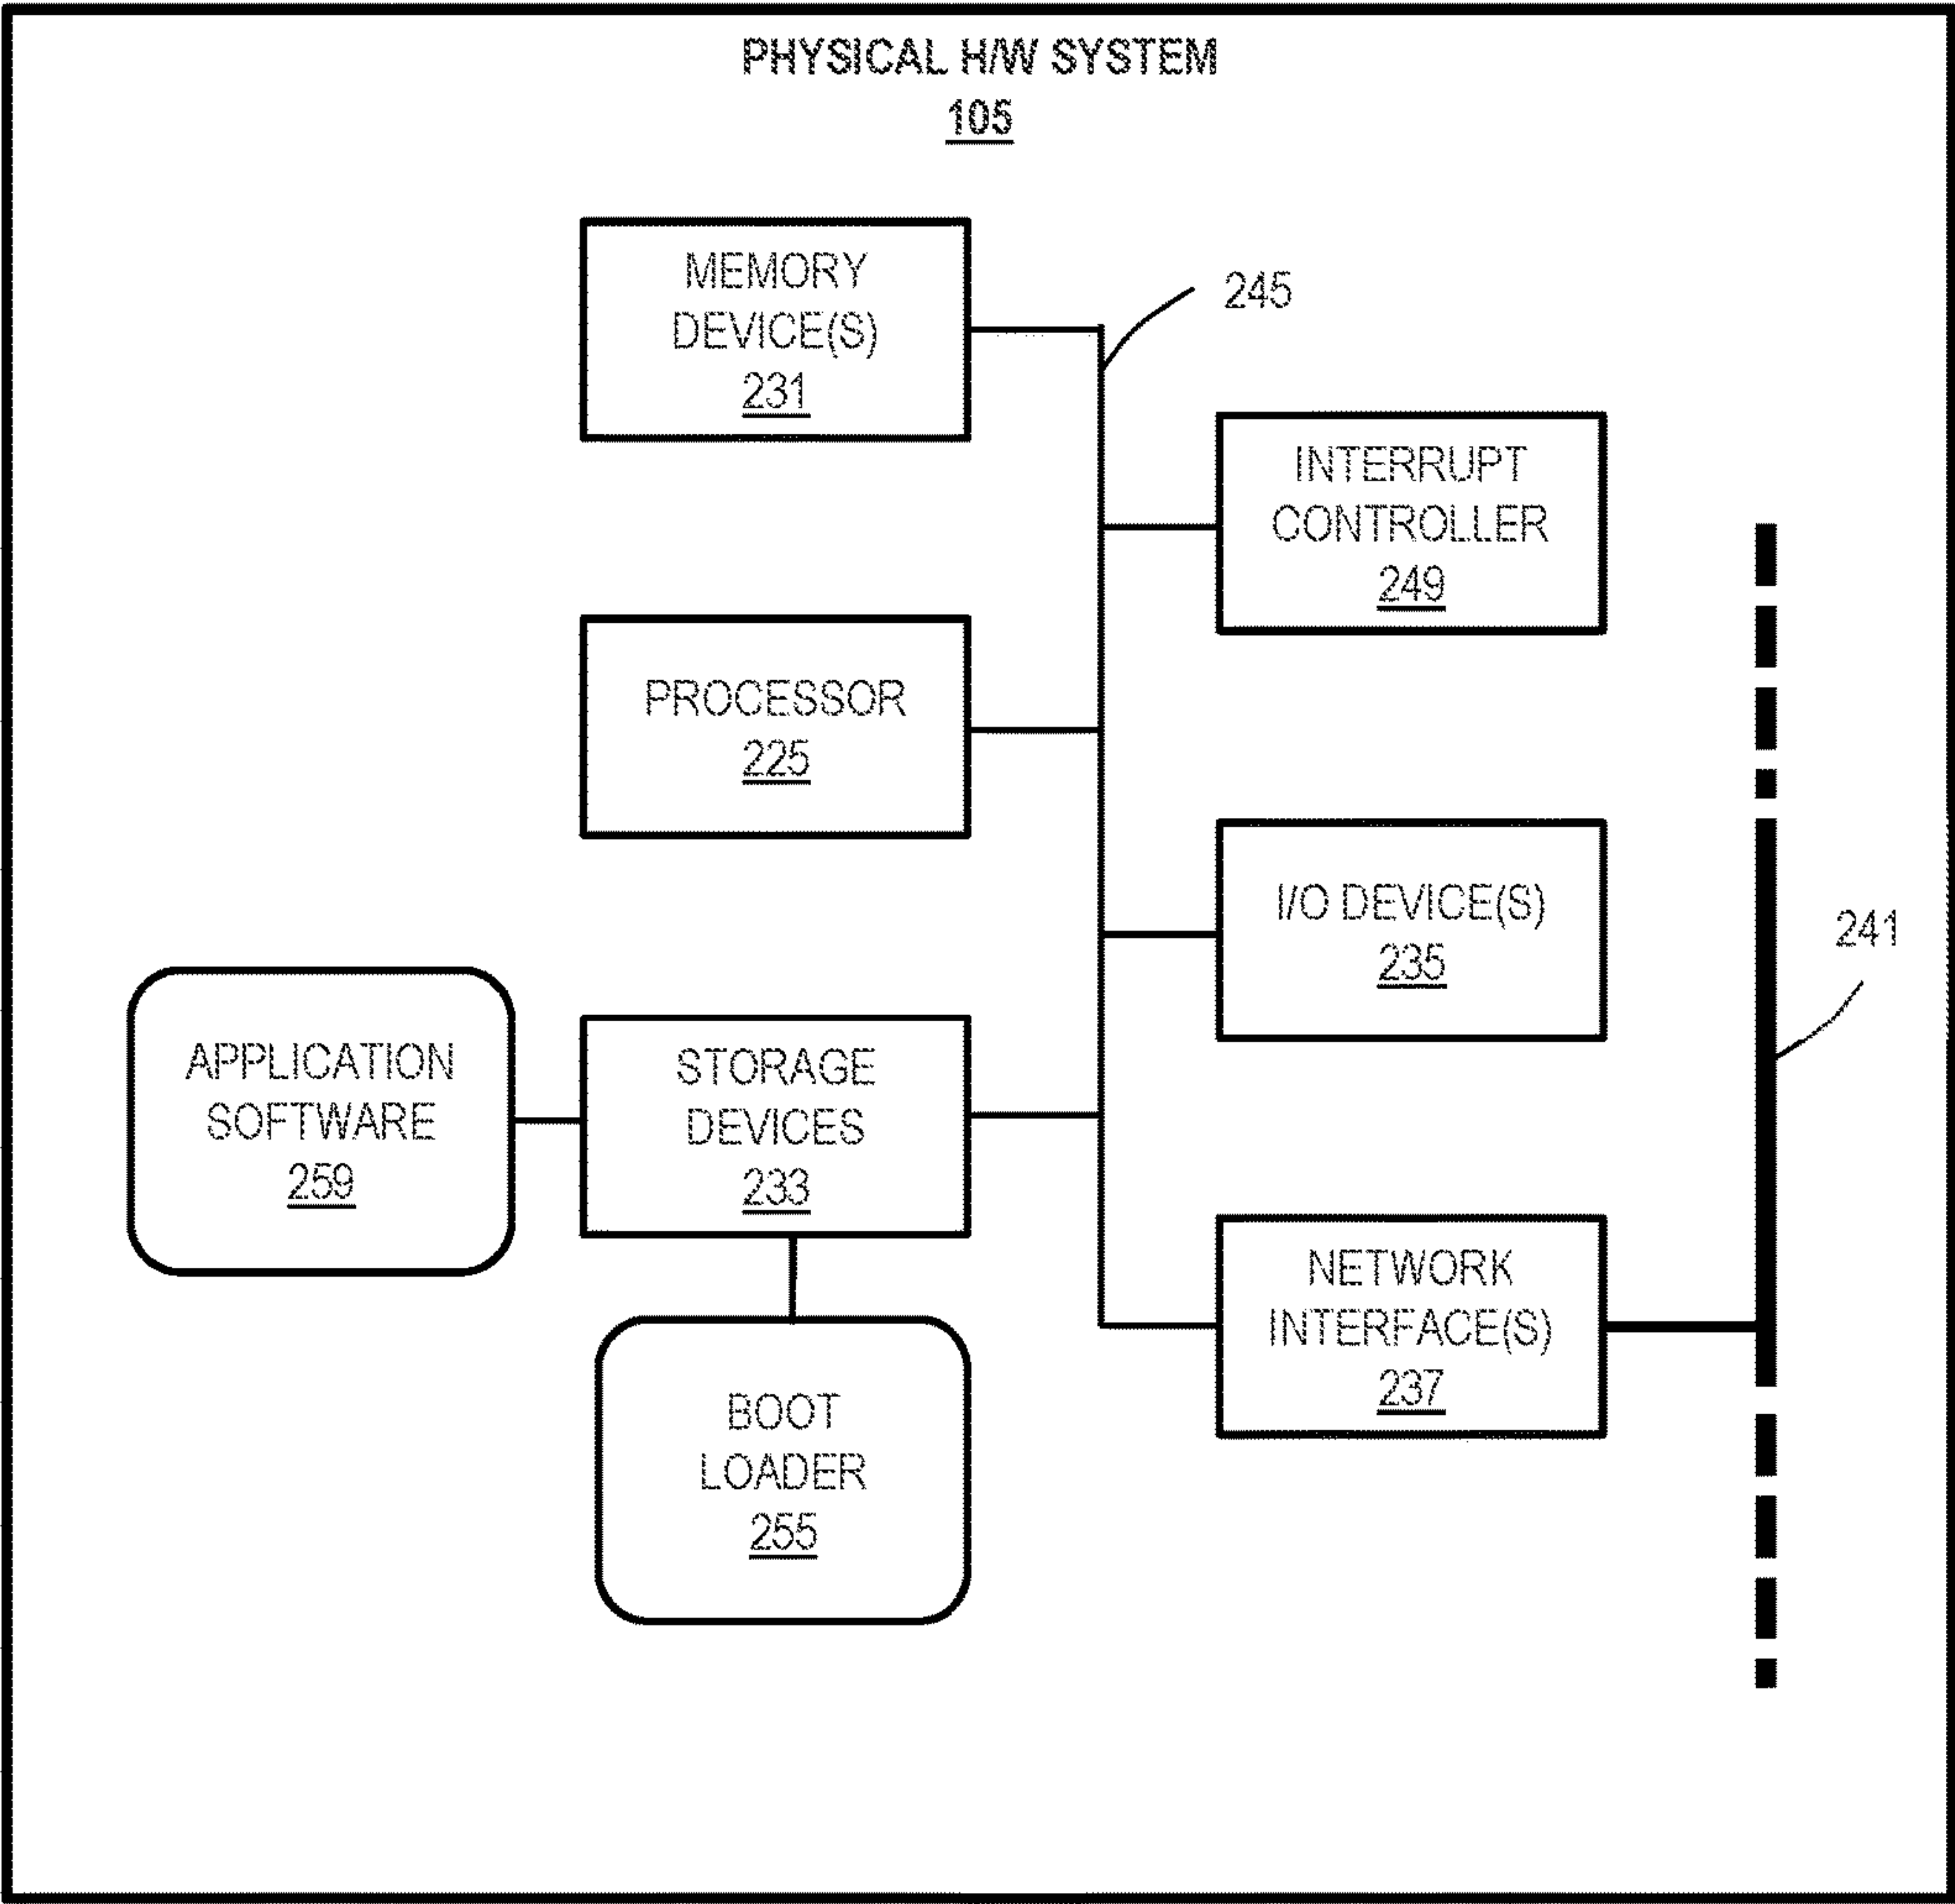 PHYSICAL H/W SYSTEM
105
MEMORY
DEVICE(S)
231
245
INTERRUPT
CONTROLLER
249
PROCESSOR
225
I/O DEVICE(S)
235
241
APPLICATION
SOFTWARE
259
STORAGE
DEVICES
233
NETWORK
INTERFACE(S)
237
BOOT
LOADER
255